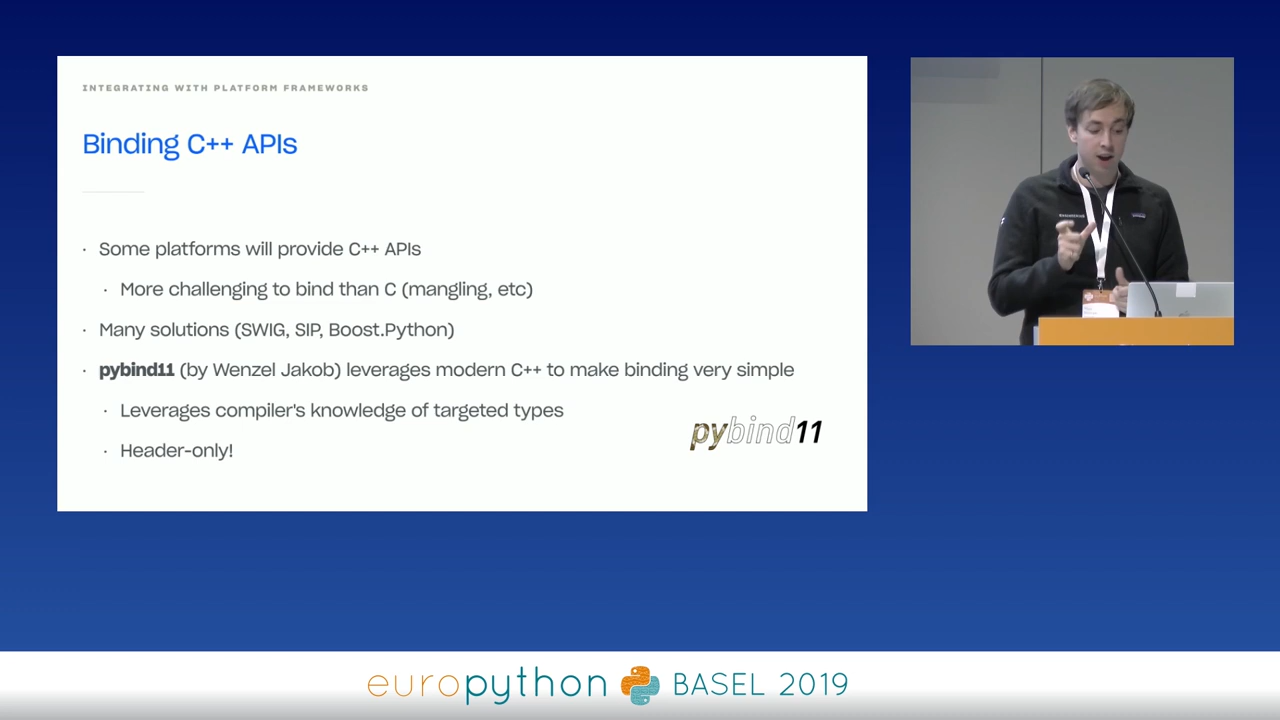 INTEGRATING WITH PLATFORM FRAMEWORKS
Binding C++ APIs
· Some platforms will provide C++ APIs
· More challenging to bind than C (mangling, etc)
· Many solutions (SWIG, SIP, Boost.Python)
· pybind11 (by Wenzel Jakob) leverages modern C++ to make binding very simple
· Leverages compiler's knowledge of targeted types
· Header-only!
pybind11
europython BASEL 2019